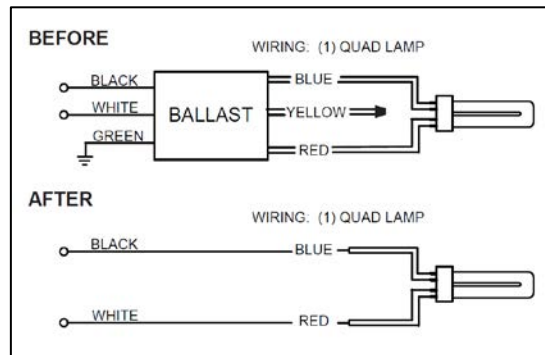 BEFORE
WIRING: (1) QUAD LAMP
BLACK
BLUE
WHITE
BALLAST
YELLOW
GREEN
RED
AFTER
WIRING: (1) QUAD LAMP
BLACK
BLUE
WHITE
RED